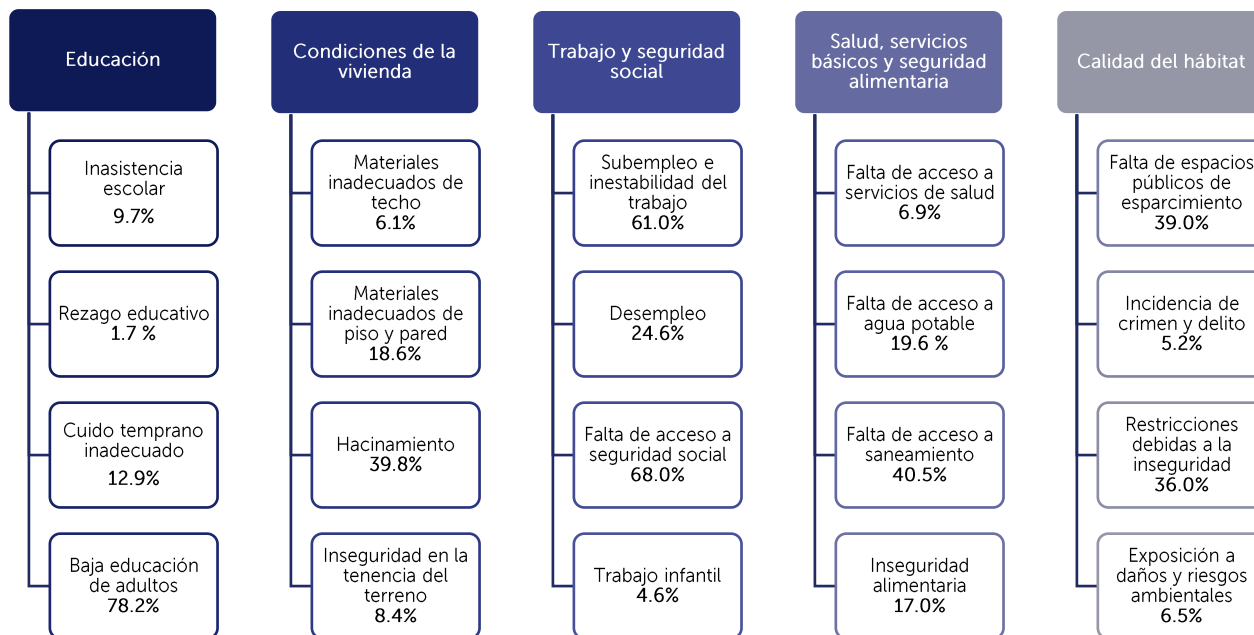 Educación
Inasistencia
escolar
9.7%
Rezago educativo
1.7 %
Cuido temprano
inadecuado
12.9%
Baja educación
de adultos
78.2%
Condiciones de la
vivienda
Materiales
inadecuados de
techo
6.1%
Materiales
inadecuados de
piso y pared
18.6%
Hacinamiento
39.8%
Inseguridad en la
tenencia del
terreno
8.4%
Trabajo y seguridad
social
Subempleo e
inestabilidad del
trabajo
61.0%
Desempleo
24.6%
Falta de acceso a
seguridad social
68.0%
Trabajo infantil
4.6%
Salud, servicios
básicos y seguridad
alimentaria
Falta de acceso a
servicios de salud
6.9%
Falta de acceso a
agua potable
19.6 %
Falta de acceso a
saneamiento
40.5%
Inseguridad
alimentaria
17.0%
Calidad del hábitat
Falta de espacios
públicos de
esparcimiento
39.0%
Incidencia de
crimen y delito
5.2%
Restricciones
debidas a la
inseguridad
36.0%
Exposición a
daños y riesgos
ambientales
6.5%